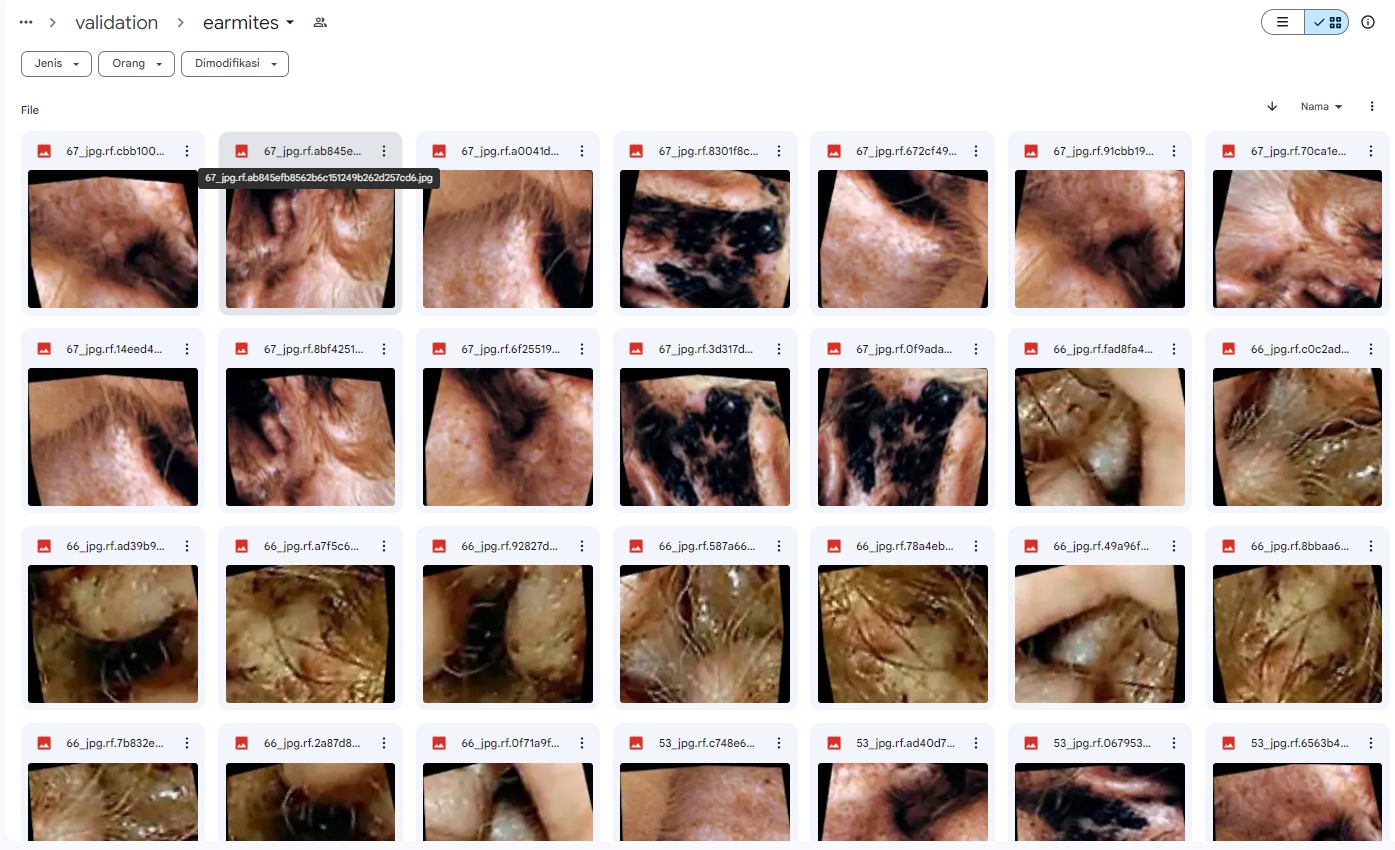 validation
earmites
Jenis
Orang
Dimodifikasi
File
Nama
67_jpg.rf.cbb100...
67_jpg.rf.ab845e...
67_jpg.rf.a0041d...
67_jpg.rf.8301f8c...
67_jpg.rf.672cf49...
67_jpg.rf.91cbb19...
67_jpg.rf.70ca1e...
67_jpg.rf.ab845efb8562b6c151249b262d257cd6.jpg
67_jpg.rf.14eed4...
67_jpg.rf.8bf4251...
67_jpg.rf.6f25519...
67_jpg.rf.3d317d...
67_jpg.rf.0f9ada...
66_jpg.rf.fad8fa4...
66_jpg.rf.c0c2ad...
66_jpg.rf.ad39b9...
66_jpg.rf.a7f5c6...
66_jpg.rf.92827d...
66_jpg.rf.587a66...
66_jpg.rf.78a4eb...
66_jpg.rf.49a96f...
66_jpg.rf.8bbaa6...
66_jpg.rf.7b832e...
66_jpg.rf.2a87d8...
66_jpg.rf.0f71a9f...
53_jpg.rf.c748e6...
53_jpg.rf.ad40d7...
53_jpg.rf.067953...
53_jpg.rf.6563b4...